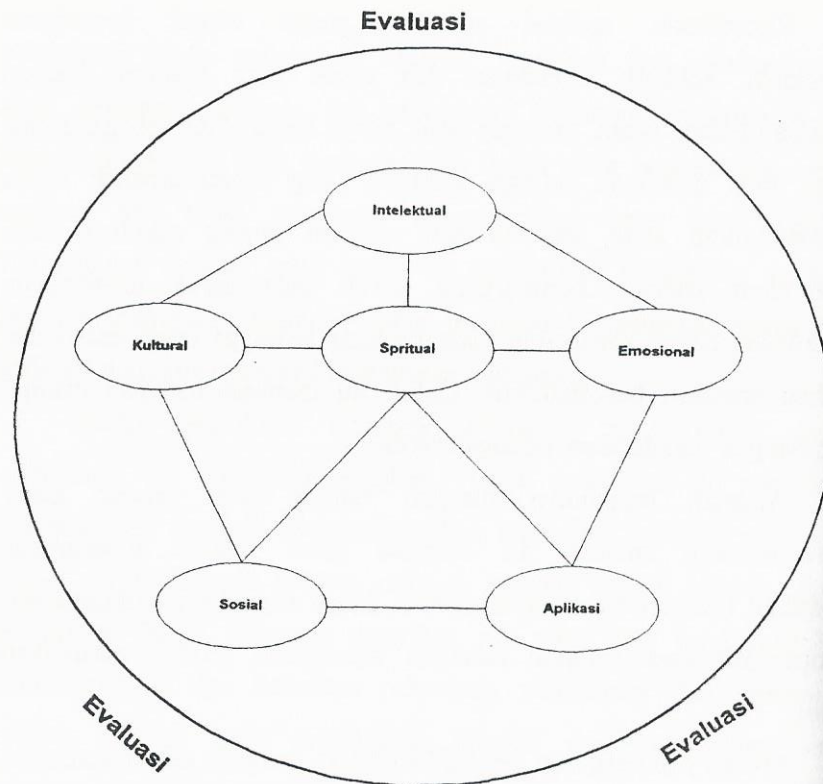 Evaluasi
Intelektual
Kultural
Spritual
Emosional
Sosial
Aplikasi
Evaluasi
Evaluasi